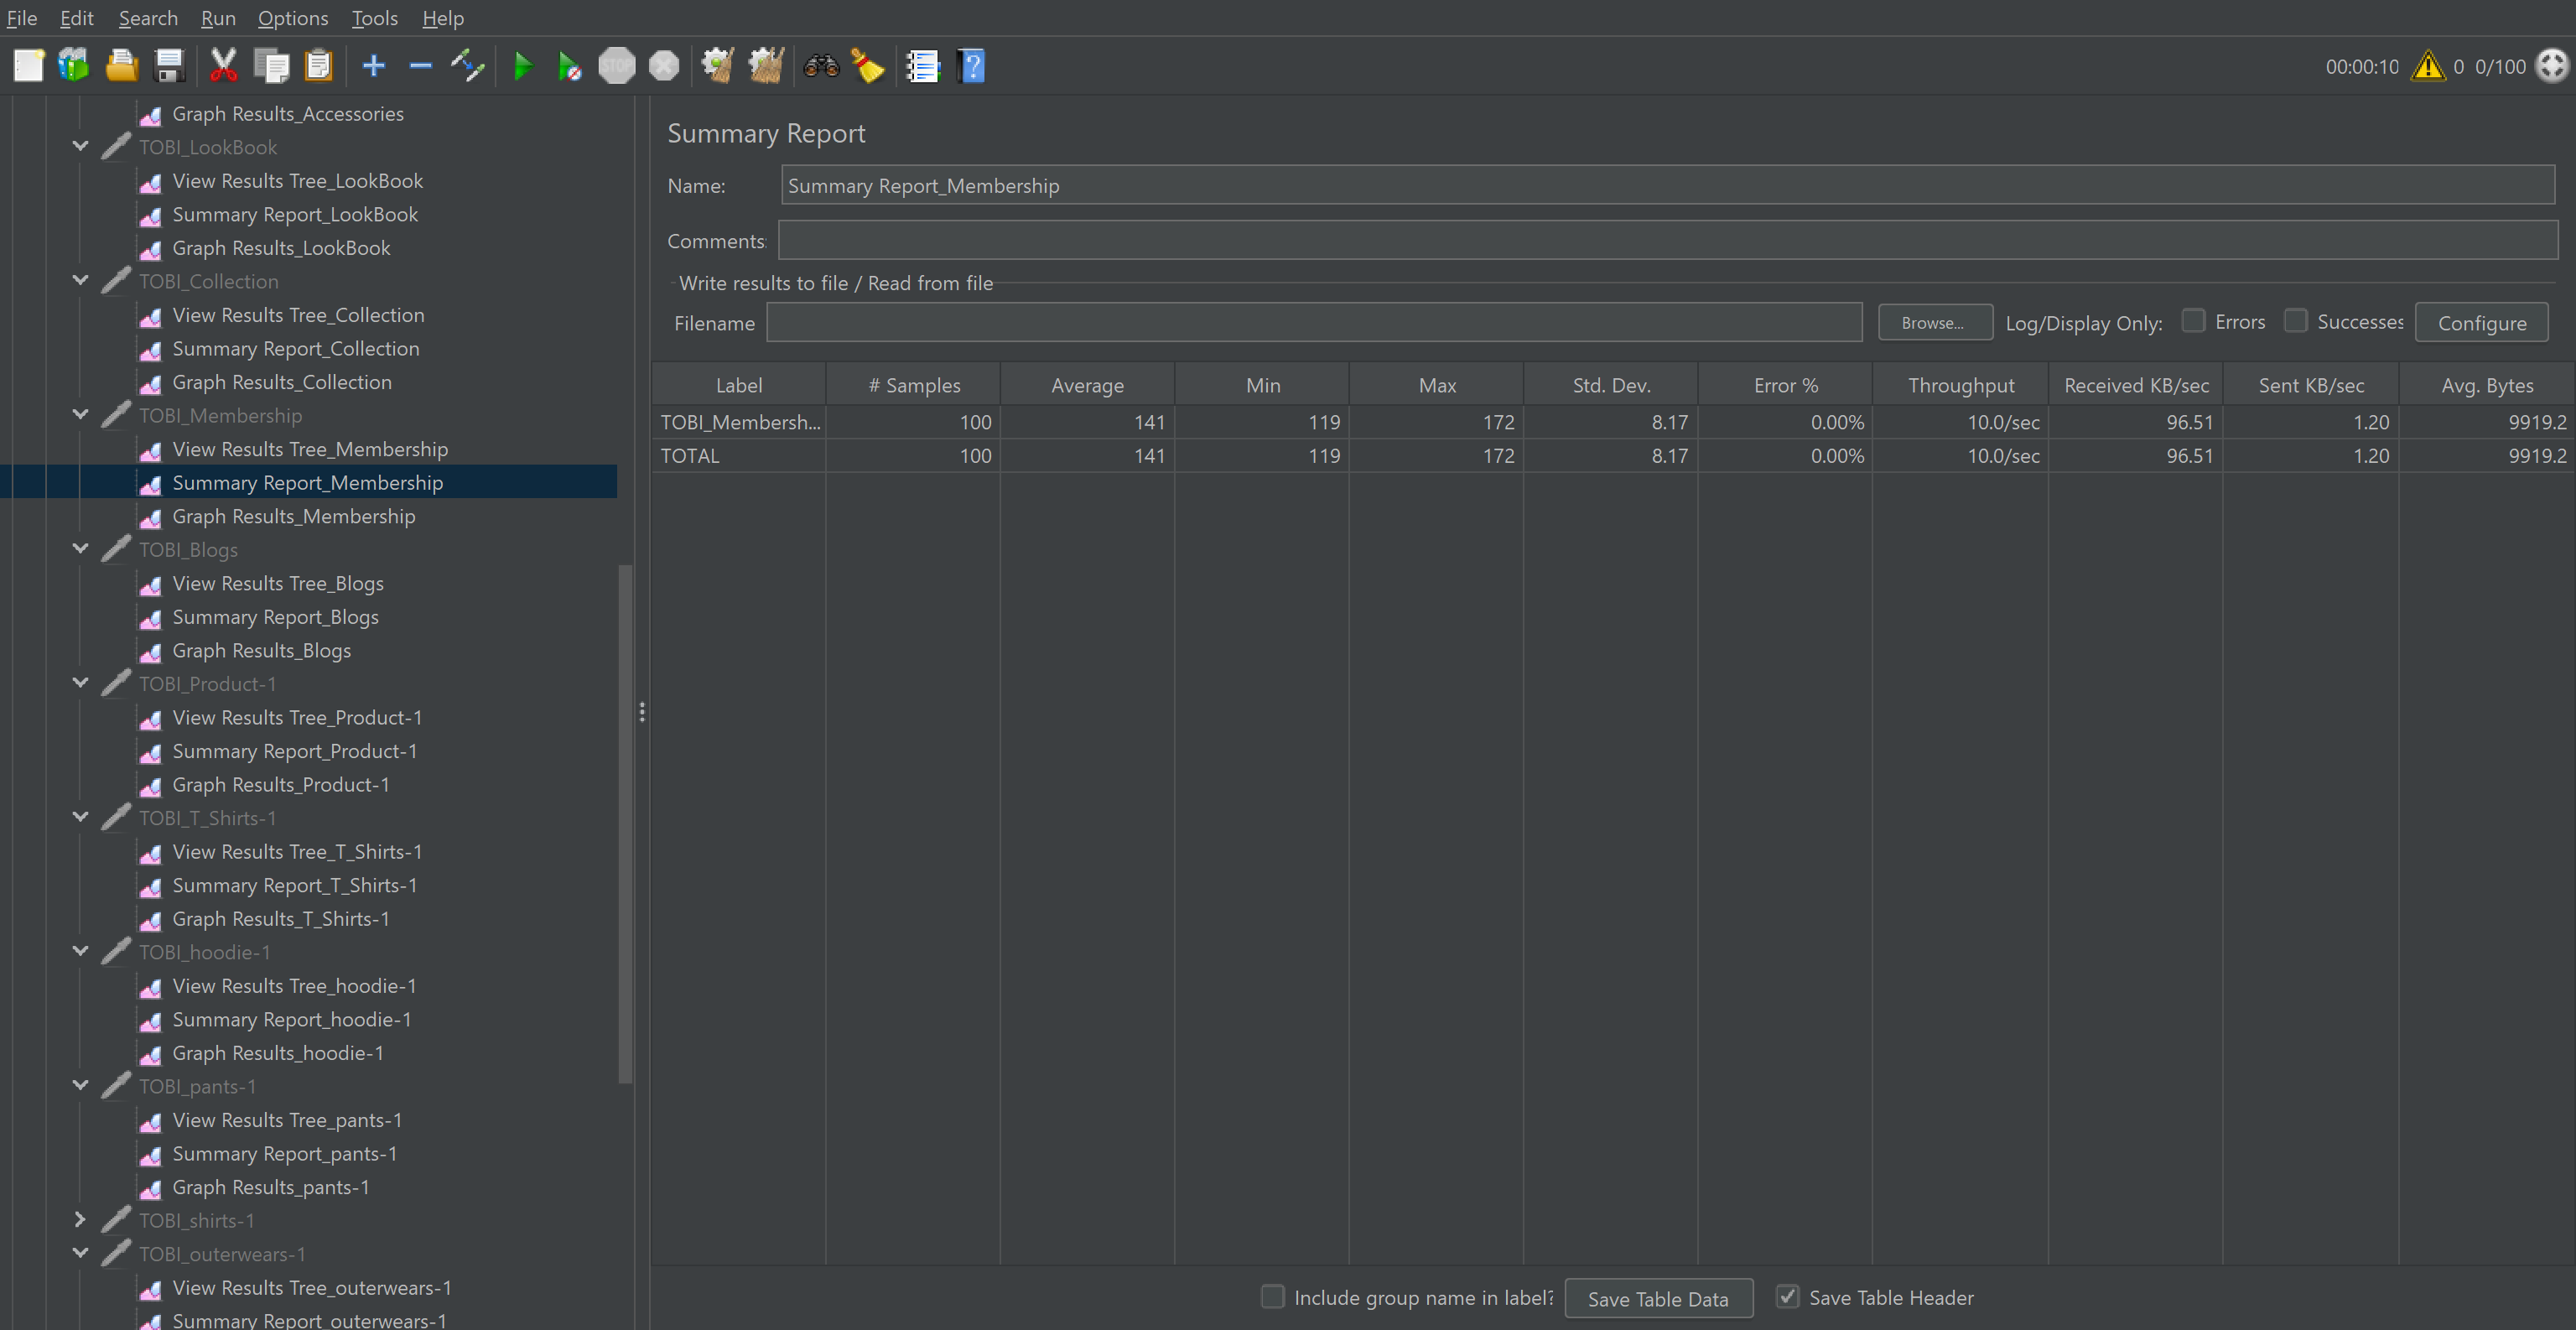 File Edit Search Run Options Tools Help
STOP
00:00:10 0 0/100
Graph Results_Accessories
TOBI_LookBook
View Results Tree_LookBook
Summary Report_LookBook
Graph Results_LookBook
TOBI_Collection
View Results Tree_Collection
Summary Report_Collection
Graph Results_Collection
TOBI_Membership
View Results Tree_Membership
Summary Report_Membership
Graph Results_Membership
TOBI_Blogs
View Results Tree_Blogs
Summary Report_Blogs
Graph Results_Blogs
TOBI_Product-1
View Results Tree_Product-1
Summary Report_Product-1
Graph Results_Product-1
TOBI_T_Shirts-1
View Results Tree_T_Shirts-1
Summary Report_T_Shirts-1
Graph Results_T_Shirts-1
TOBI_hoodie-1
View Results Tree_hoodie-1
Summary Report_hoodie-1
Graph Results_hoodie-1
TOBI_pants-1
View Results Tree_pants-1
Summary Report_pants-1
Graph Results_pants-1
TOBI_shirts-1
TOBI_outerwears-1
View Results Tree_outerwears-1
Summary Report_outerwears-1
Summary Report
Name: Summary Report_Membership
Comments:
Write results to file / Read from file
Filename Browse... Log/Display Only: Errors Successes Configure
Label # Samples Average Min Max Std. Dev. Error % Throughput Received KB/sec Sent KB/sec Avg. Bytes
TOBI_Membersh... 100 141 119 172 8.17 0.00% 10.0/sec 96.51 1.20 9919.2
TOTAL 100 141 119 172 8.17 0.00% 10.0/sec 96.51 1.20 9919.2
Include group name in label? Save Table Data Save Table Header